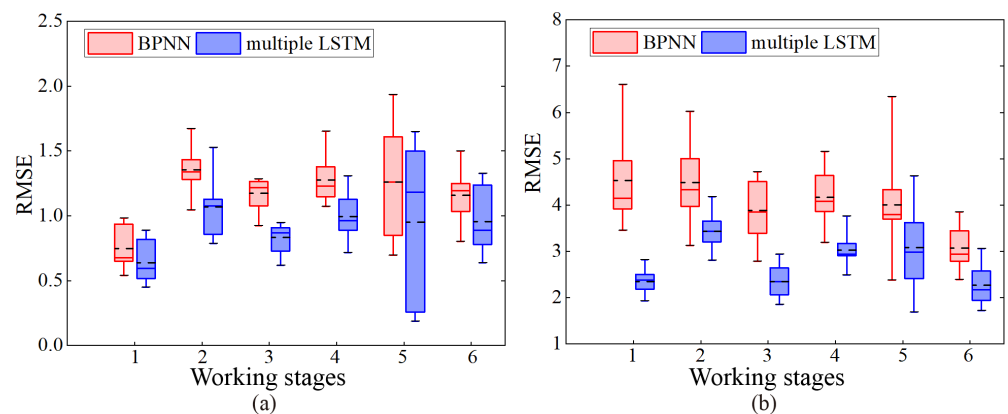 BPNN multiple LSTM
2.5
2.0
1.5
1.0
0.5
0.0
RMSE
1 2 3 4 5 6
Working stages
(a)
BPNN multiple LSTM
8
7
6
5
4
3
2
1
RMSE
1 2 3 4 5 6
Working stages
(b)